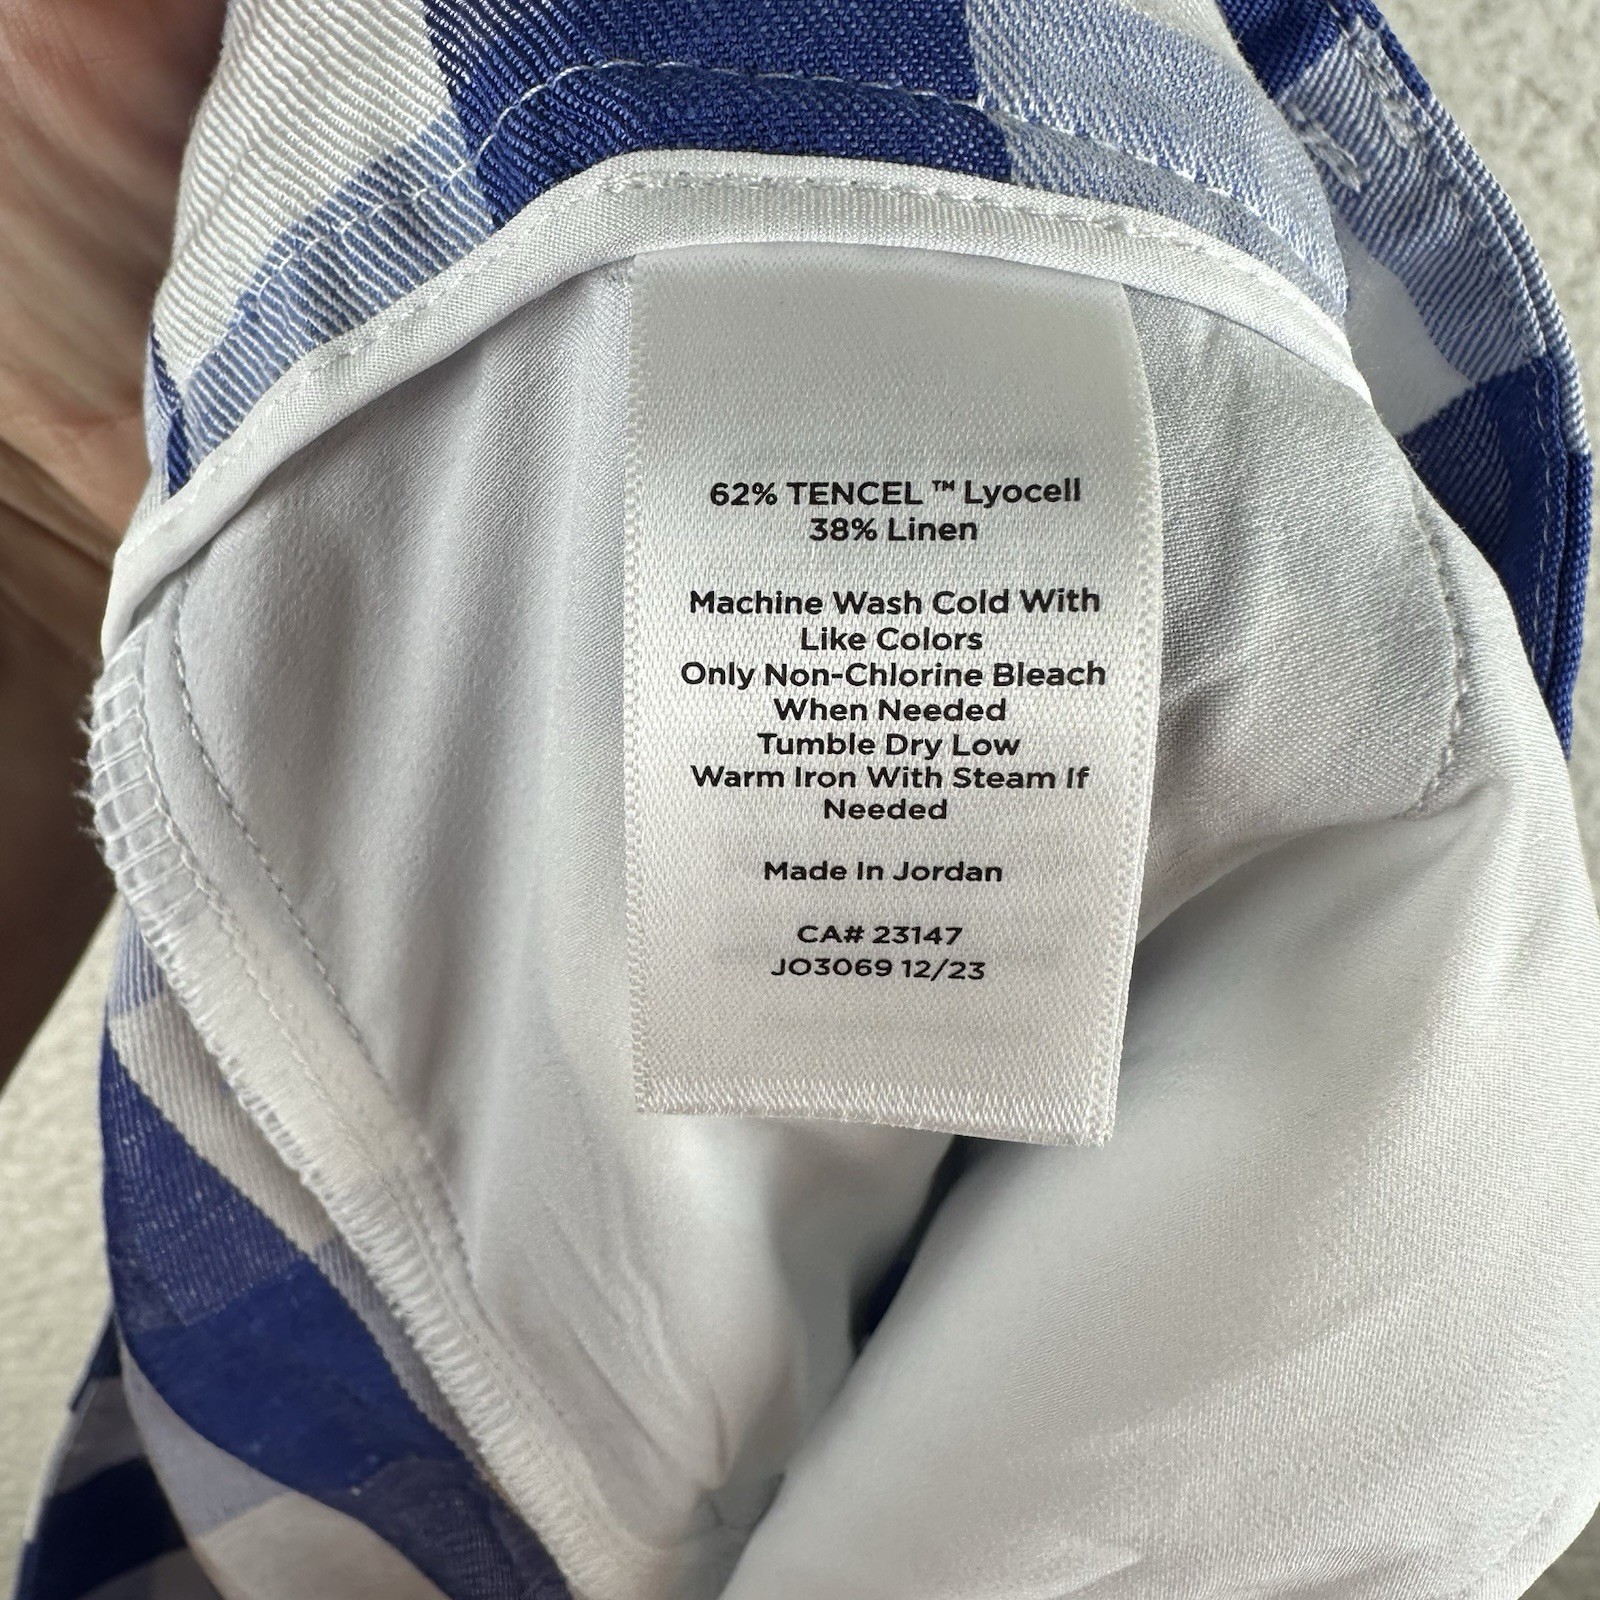 62% TENCEL ™ Lyocell
38% Linen
Machine Wash Cold With
Like Colors
Only Non-Chlorine Bleach
When Needed
Tumble Dry Low
Warm Iron With Steam If
Needed
Made In Jordan
CA# 23147
JO3069 12/23